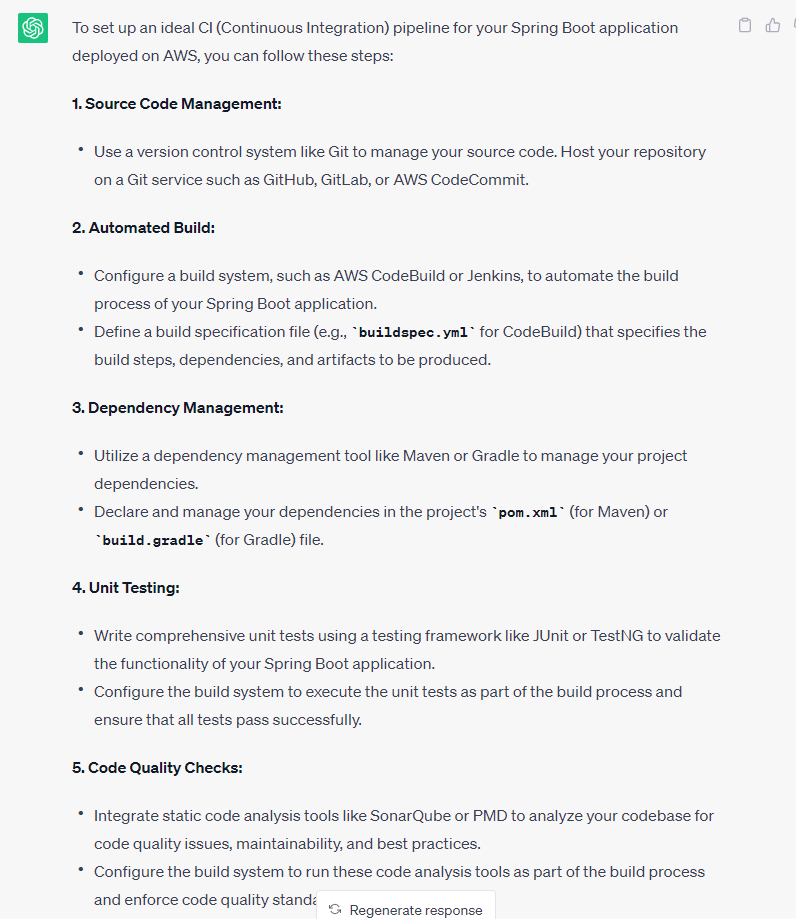 To set up an ideal CI (Continuous Integration) pipeline for your Spring Boot application
deployed on AWS, you can follow these steps:
1. Source Code Management:
• Use a version control system like Git to manage your source code. Host your repository
on a Git service such as GitHub, GitLab, or AWS CodeCommit.
2. Automated Build:
• Configure a build system, such as AWS CodeBuild or Jenkins, to automate the build
process of your Spring Boot application.
• Define a build specification file (e.g., `buildspec.yml` for CodeBuild) that specifies the
build steps, dependencies, and artifacts to be produced.
3. Dependency Management:
• Utilize a dependency management tool like Maven or Gradle to manage your project
dependencies.
• Declare and manage your dependencies in the project's `pom.xml` (for Maven) or
`build.gradle` (for Gradle) file.
4. Unit Testing:
• Write comprehensive unit tests using a testing framework like JUnit or TestNG to validate
the functionality of your Spring Boot application.
• Configure the build system to execute the unit tests as part of the build process and
ensure that all tests pass successfully.
5. Code Quality Checks:
• Integrate static code analysis tools like SonarQube or PMD to analyze your codebase for
code quality issues, maintainability, and best practices.
• Configure the build system to run these code analysis tools as part of the build process
and enforce code quality
Regenerate response